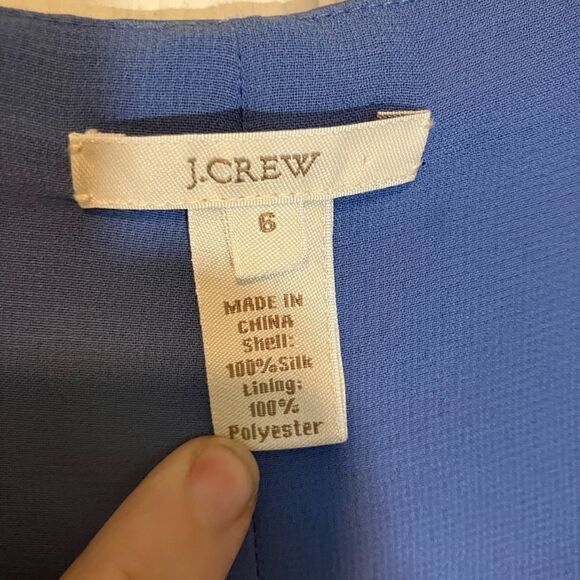 J.CREW
6
MADE IN
CHINA
Shell:
100%Silk
Lining:
100%
Polyester